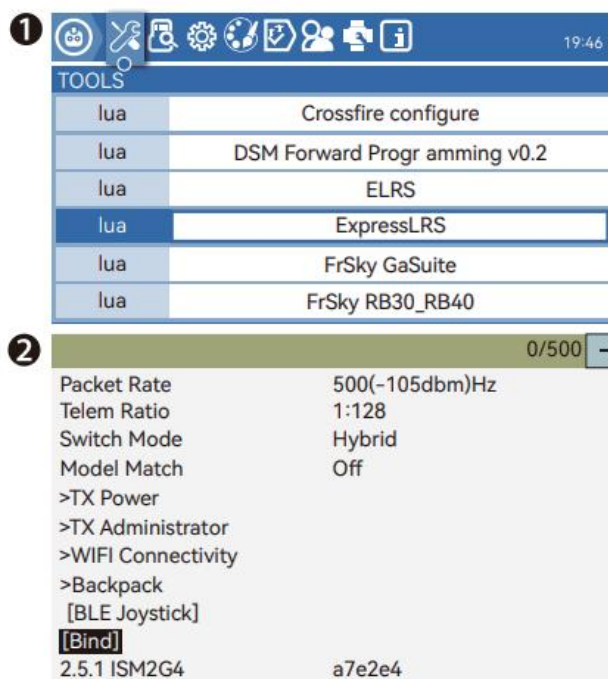 1
19:46
TOOLS
lua Crossfire configure
lua DSM Forward Progr amming v0.2
lua ELRS
lua ExpressLRS
lua FrSky GaSuite
lua FrSky RB30_RB40
2
0/500 -
Packet Rate 500(-105dbm)Hz
Telem Ratio 1:128
Switch Mode Hybrid
Model Match Off
>TX Power
>TX Administrator
>WIFI Connectivity
>Backpack
[BLE Joystick]
[Bind]
2.5.1 ISM2G4 a7e2e4